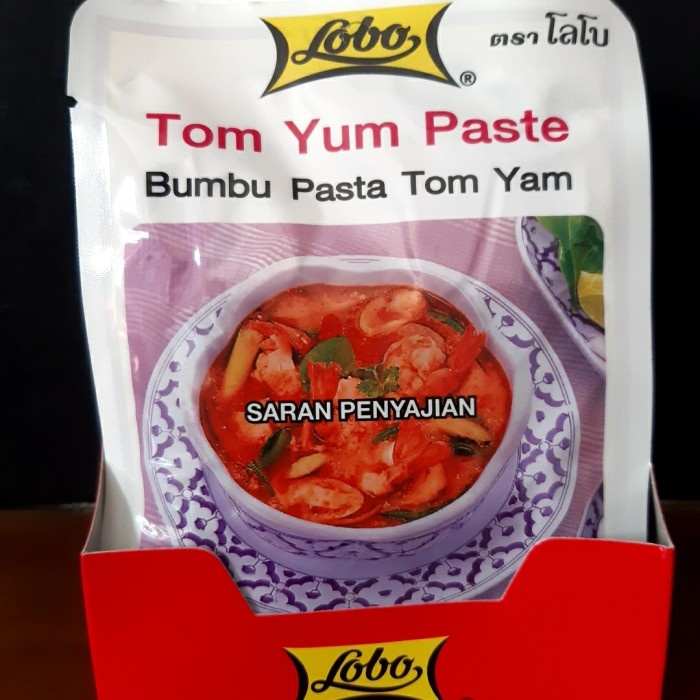 Lobo
®
ตรา โลโบ
Tom Yum Paste
Bumbu Pasta Tom Yam
SARAN PENYAJIAN
Lobo